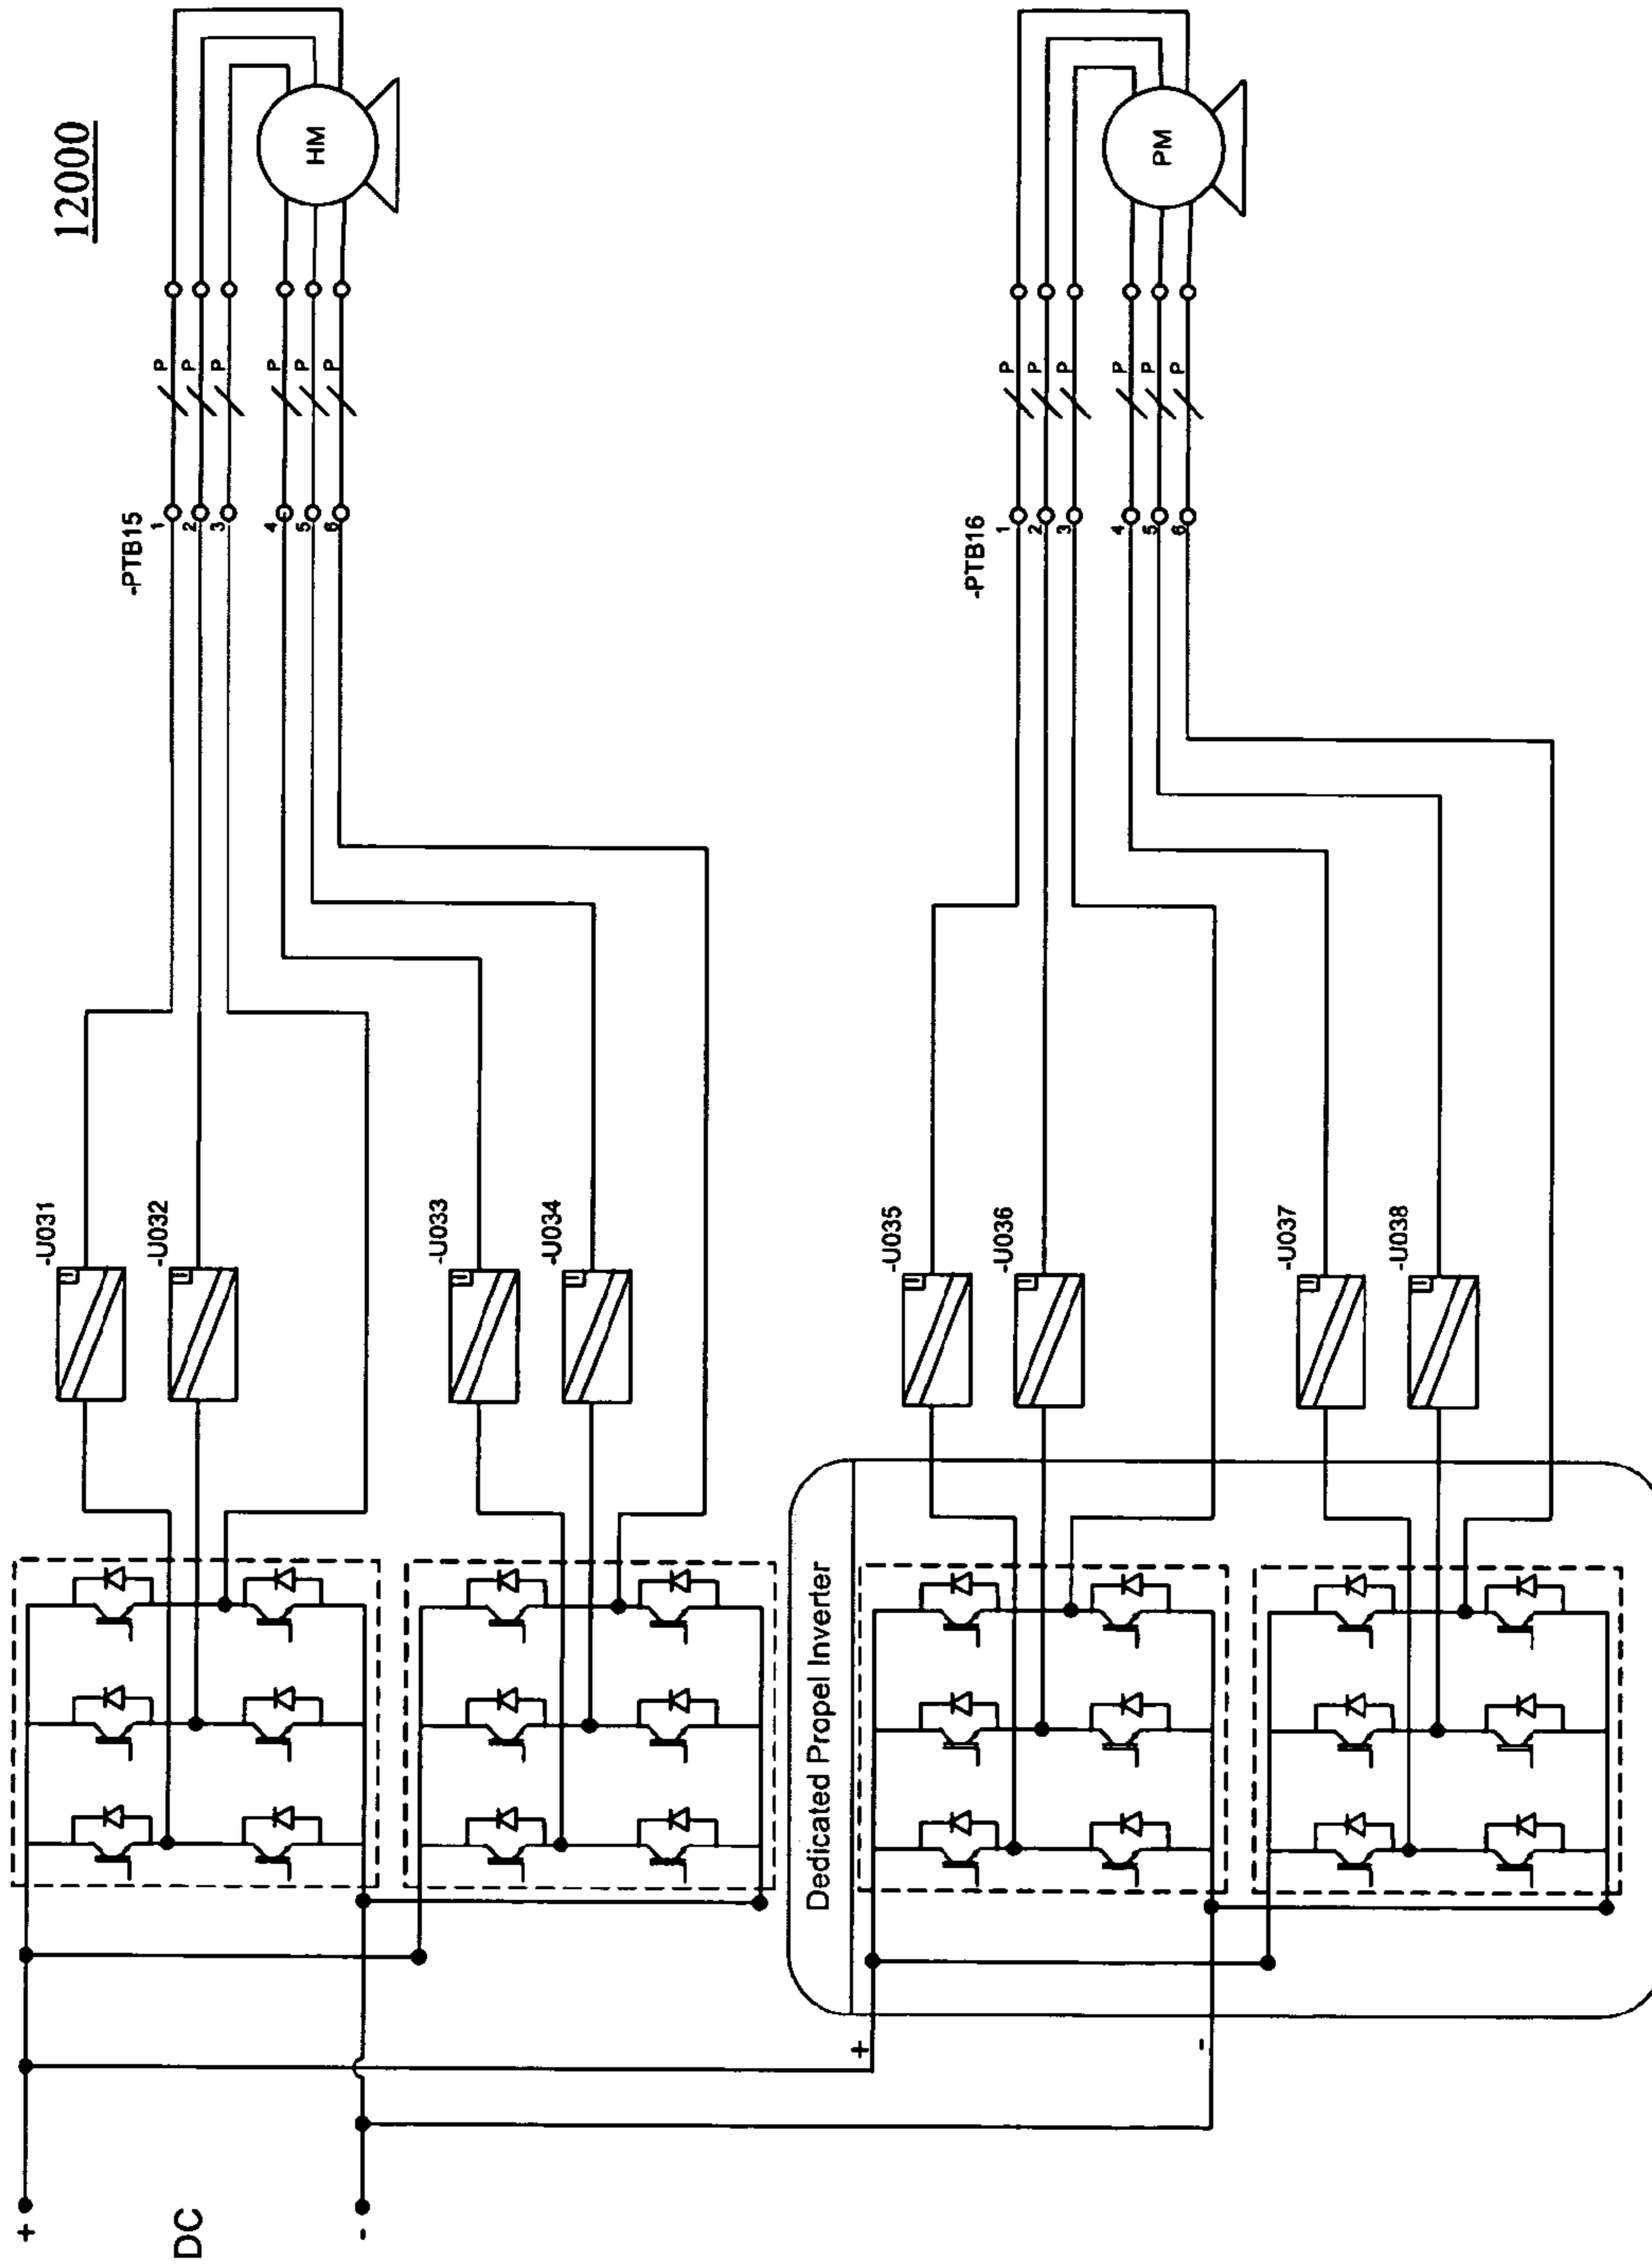 12000
-PTB15
1
2
3
4
5
6
P
P
P
P
P
P
HM
-U031
-U032
-U033
-U034
-PTB16
1
2
3
4
5
6
P
P
P
P
P
P
PM
-U035
-U036
-U037
-U038
Dedicated Propel Inverter
+
-
+
DC
-